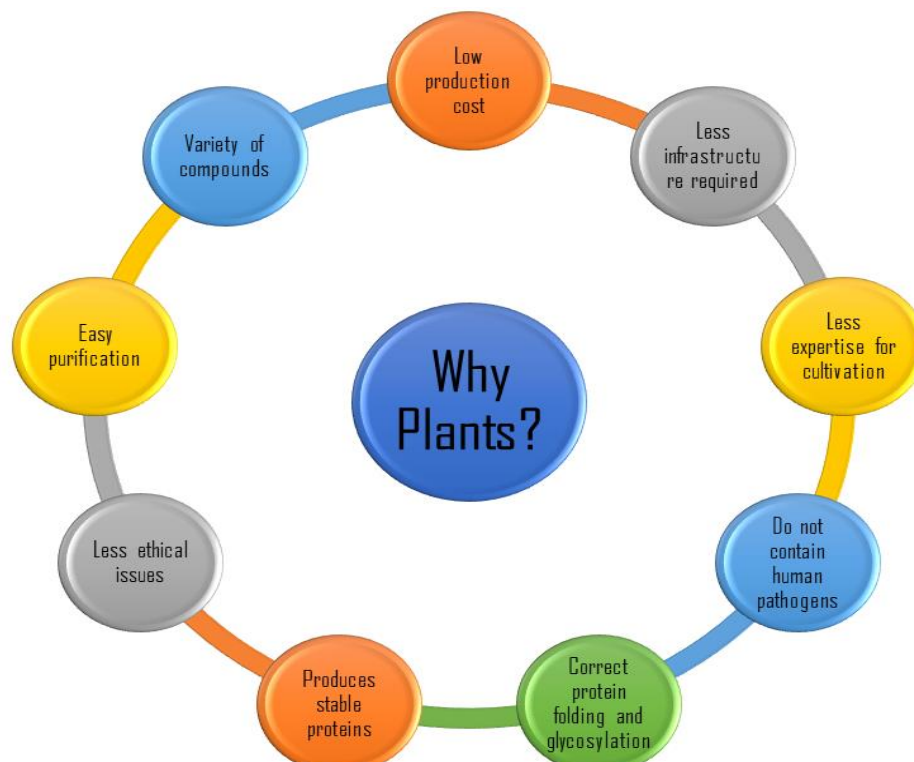 Low
production
cost
Less
infrastructu
re required
Less
expertise for
cultivation
Do not
contain
human
pathogens
Correct
protein
folding and
glycosylation
Produces
stable
proteins
Less ethical
issues
Easy
purification
Variety of
compounds
Why
Plants?